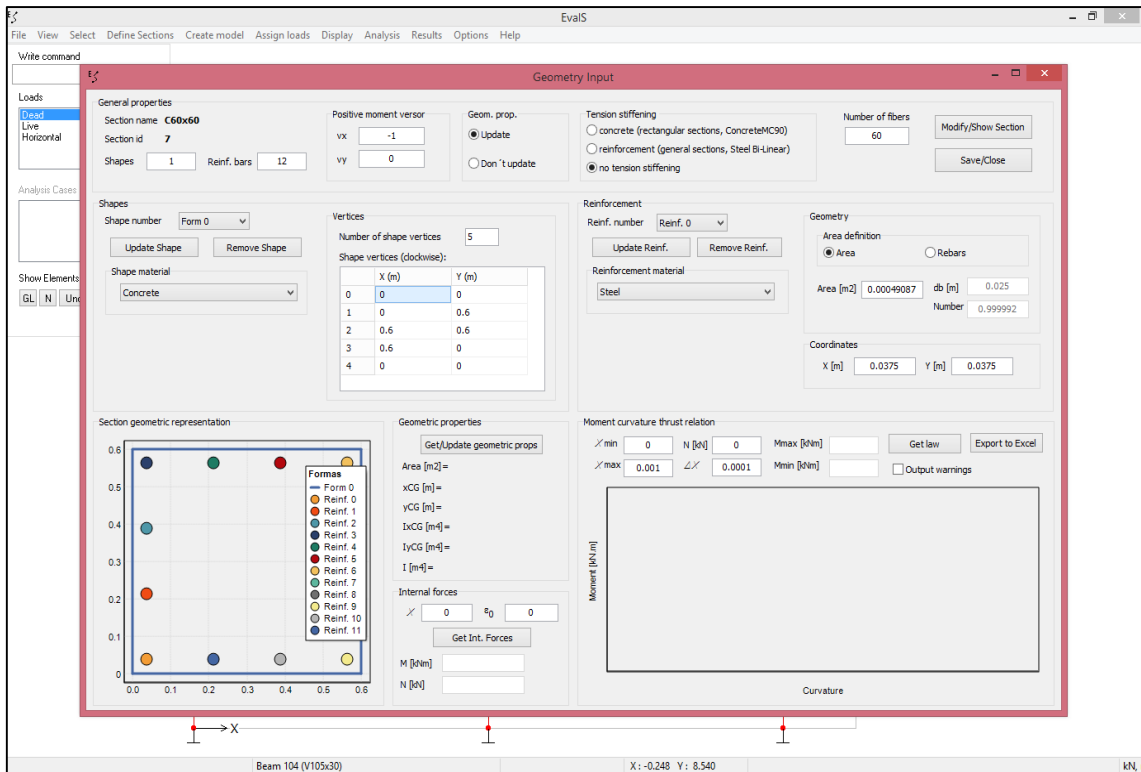 EvalS
File View Select Define Sections Create model Assign loads Display Analysis Results Options Help
Write command
Loads
Dead
Live
Horizontal
Analysis Cases
Show Elements
GL N Und
Geometry Input
General properties
Section name C60x60
Section id 7
Shapes 1 Reinf. bars 12
Positive moment versor
vx -1
vy 0
Geom. prop.
Update
Don´t update
Tension stiffening
concrete (rectangular sections, ConcreteMC90)
reinforcement (general sections, Steel Bi-Linear)
no tension stiffening
Number of fibers
60
Modify/Show Section
Save/Close
Shapes
Shape number Form 0
Update Shape Remove Shape
Shape material
Concrete
Vertices
Number of shape vertices 5
Shape vertices (clockwise):
X (m) Y (m)
0 0 0
1 0 0.6
2 0.6 0.6
3 0.6 0
4 0 0
Reinforcement
Reinf. number Reinf. 0
Update Reinf. Remove Reinf.
Reinforcement material
Steel
Geometry
Area definition
Area Rebars
Area [m2] 0.00049087 db [m] 0.025
Number 0.999992
Coordinates
X [m] 0.0375 Y [m] 0.0375
Section geometric representation
0.6
0.5
0.4
0.3
0.2
0.1
0
0.0 0.1 0.2 0.3 0.4 0.5 0.6
Formas
Form 0
Reinf. 0
Reinf. 1
Reinf. 2
Reinf. 3
Reinf. 4
Reinf. 5
Reinf. 6
Reinf. 7
Reinf. 8
Reinf. 9
Reinf. 10
Reinf. 11
Geometric properties
Get/Update geometric props
Area [m2]=
xCG [m]=
yCG [m]=
IxCG [m4]=
IyCG [m4]=
I [m4]=
Internal forces
χ 0 ε0 0
Get Int. Forces
M [kNm]
N [kN]
Moment curvature thrust relation
χ min 0 N [kN] 0 Mmax [kNm] Get law Export to Excel
χ max 0.001 ∠χ 0.0001 Mmin [kNm] Output warnings
Moment [kN.m]
Curvature
X
Beam 104 (V105x30) X : -0.248 Y : 8.540 kN,